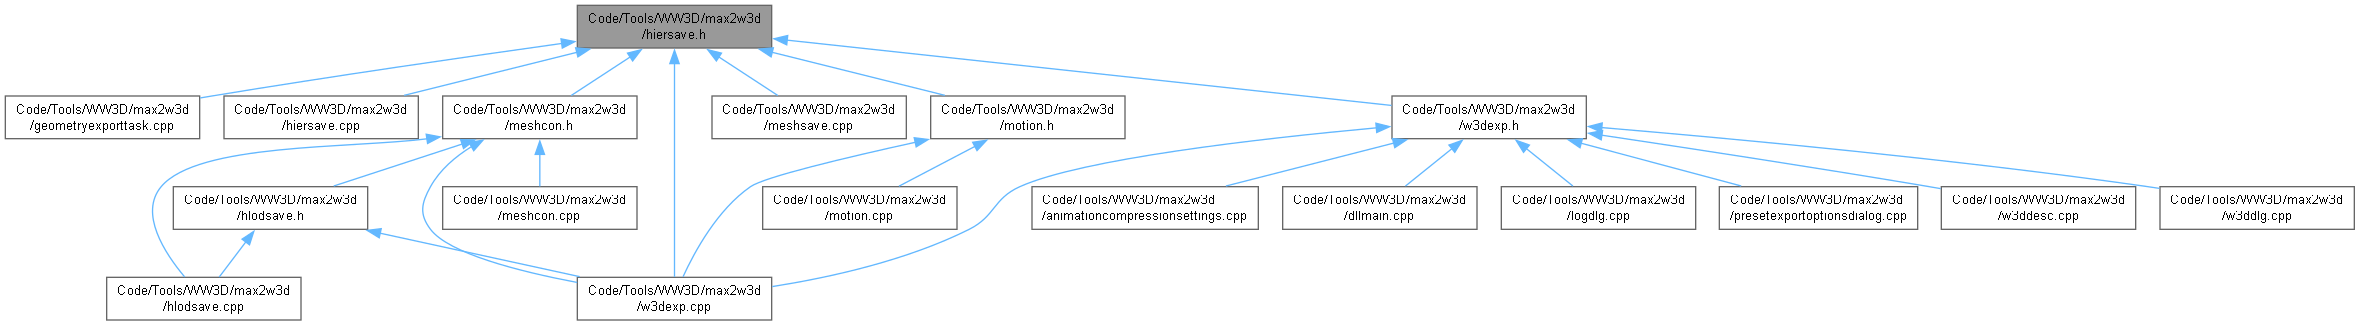 Code/Tools/WW3D/max2w3d
/hiersave.h
Code/Tools/WW3D/max2w3d
/geometryexporttask.cpp
Code/Tools/WW3D/max2w3d
/hiersave.cpp
Code/Tools/WW3D/max2w3d
/meshcon.h
Code/Tools/WW3D/max2w3d
/meshsave.cpp
Code/Tools/WW3D/max2w3d
/motion.h
Code/Tools/WW3D/max2w3d
/w3dexp.h
Code/Tools/WW3D/max2w3d
/hlodsave.h
Code/Tools/WW3D/max2w3d
/meshcon.cpp
Code/Tools/WW3D/max2w3d
/motion.cpp
Code/Tools/WW3D/max2w3d
/animationcompressionsettings.cpp
Code/Tools/WW3D/max2w3d
/dllmain.cpp
Code/Tools/WW3D/max2w3d
/logdlg.cpp
Code/Tools/WW3D/max2w3d
/presetexportoptionsdialog.cpp
Code/Tools/WW3D/max2w3d
/w3ddesc.cpp
Code/Tools/WW3D/max2w3d
/w3ddlg.cpp
Code/Tools/WW3D/max2w3d
/hlodsave.cpp
Code/Tools/WW3D/max2w3d
/w3dexp.cpp